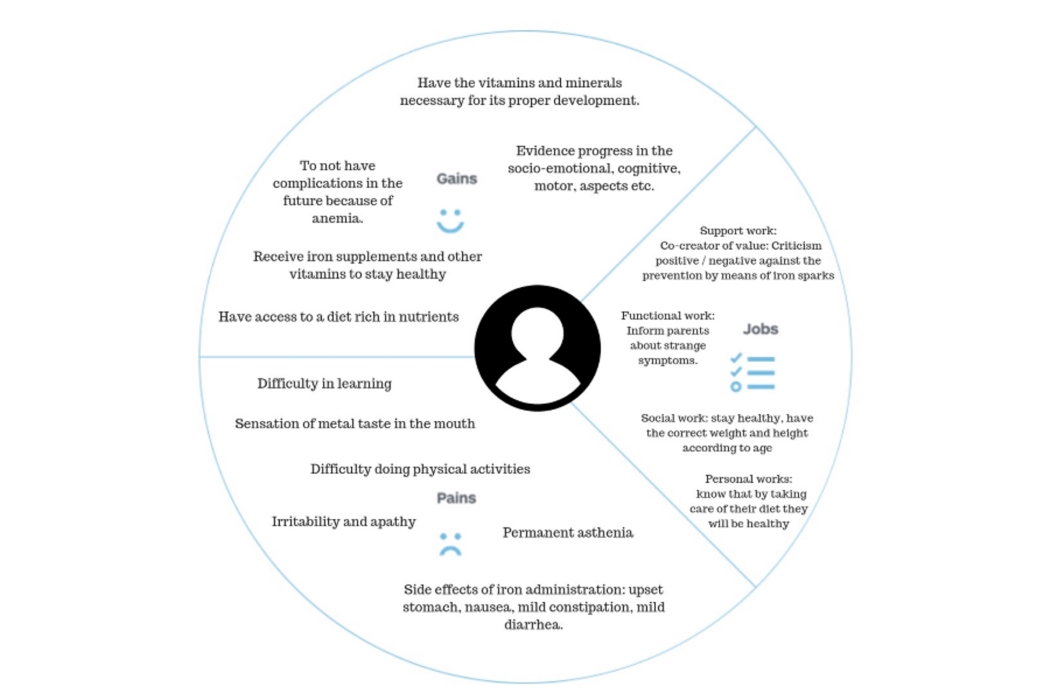 Have the vitamins and minerals
necessary for its proper development.
Evidence progress in the
socio-emotional, cognitive,
motor, aspects etc.
To not have
complications in the
future because of
anemia.
Gains
Receive iron supplements and other
vitamins to stay healthy
Have access to a diet rich in nutrients
Support work:
Co-creator of value: Criticism
positive / negative against the
prevention by means of iron sparks
Functional work:
Inform parents
about strange
symptoms.
Jobs
Social work: stay healthy, have
the correct weight and height
according to age
Personal works:
know that by taking
care of their diet they
will be healthy
Difficulty in learning
Sensation of metal taste in the mouth
Difficulty doing physical activities
Pains
Irritability and apathy
Permanent asthenia
Side effects of iron administration: upset
stomach, nausea, mild constipation, mild
diarrhea.